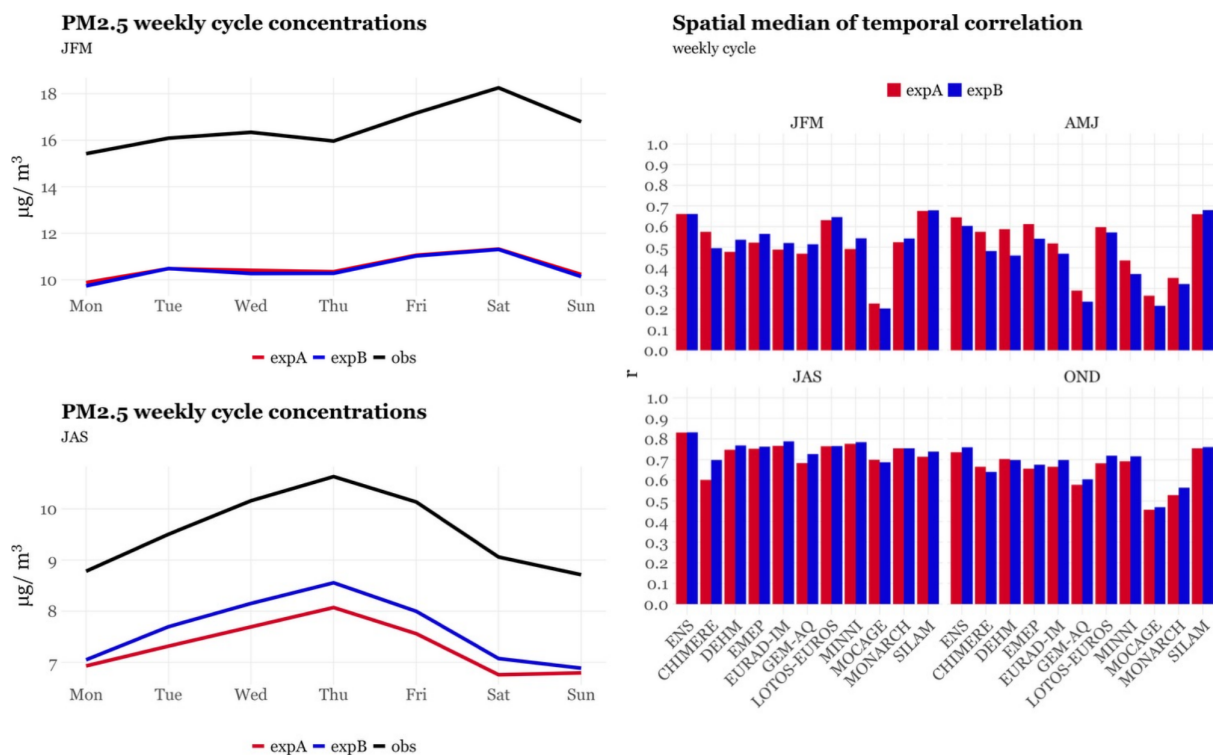 PM2.5 weekly cycle concentrations
JFM
µg/ m³
18
16
14
12
10
Mon Tue Wed Thu Fri Sat Sun
expA expB obs
PM2.5 weekly cycle concentrations
JAS
µg/ m³
10
9
8
7
Mon Tue Wed Thu Fri Sat Sun
expA expB obs
Spatial median of temporal correlation
weekly cycle
expA expB
JFM AMJ
1.0
0.9
0.8
0.7
0.6
0.5
0.4
0.3
0.2
0.1
0.0
r
JAS OND
1.0
0.9
0.8
0.7
0.6
0.5
0.4
0.3
0.2
0.1
0.0
ENS CHIMERE DEHM EMEP EURAD-IM GEM-AQ LOTOS-EUROS MINNI MOCAGE MONARCH SILAM
ENS CHIMERE DEHM EMEP EURAD-IM GEM-AQ LOTOS-EUROS MINNI MOCAGE MONARCH SILAM